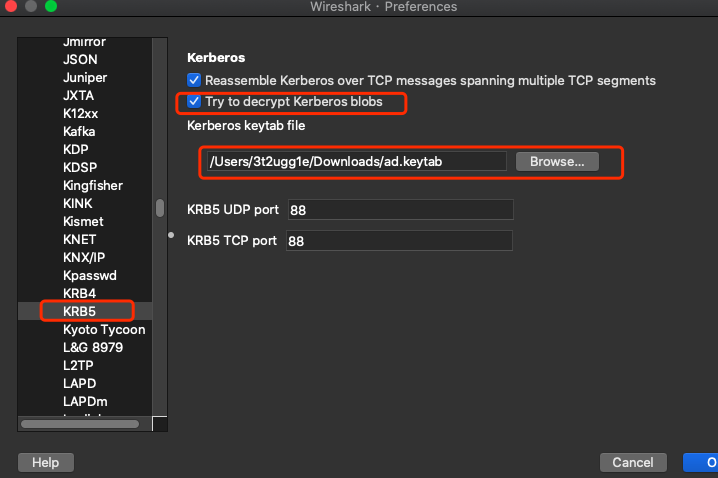 Wireshark · Preferences
Jmirror
JSON
Juniper
JXTA
K12xx
Kafka
KDP
KDSP
Kingfisher
KINK
Kismet
KNET
KNX/IP
Kpasswd
KRB4
KRB5
Kyoto Tycoon
L&G 8979
L2TP
LAPD
LAPDm
Kerberos
Reassemble Kerberos over TCP messages spanning multiple TCP segments
Try to decrypt Kerberos blobs
Kerberos keytab file
/Users/3t2ugg1e/Downloads/ad.keytab
Browse...
KRB5 UDP port 88
KRB5 TCP port 88
Help
Cancel
O